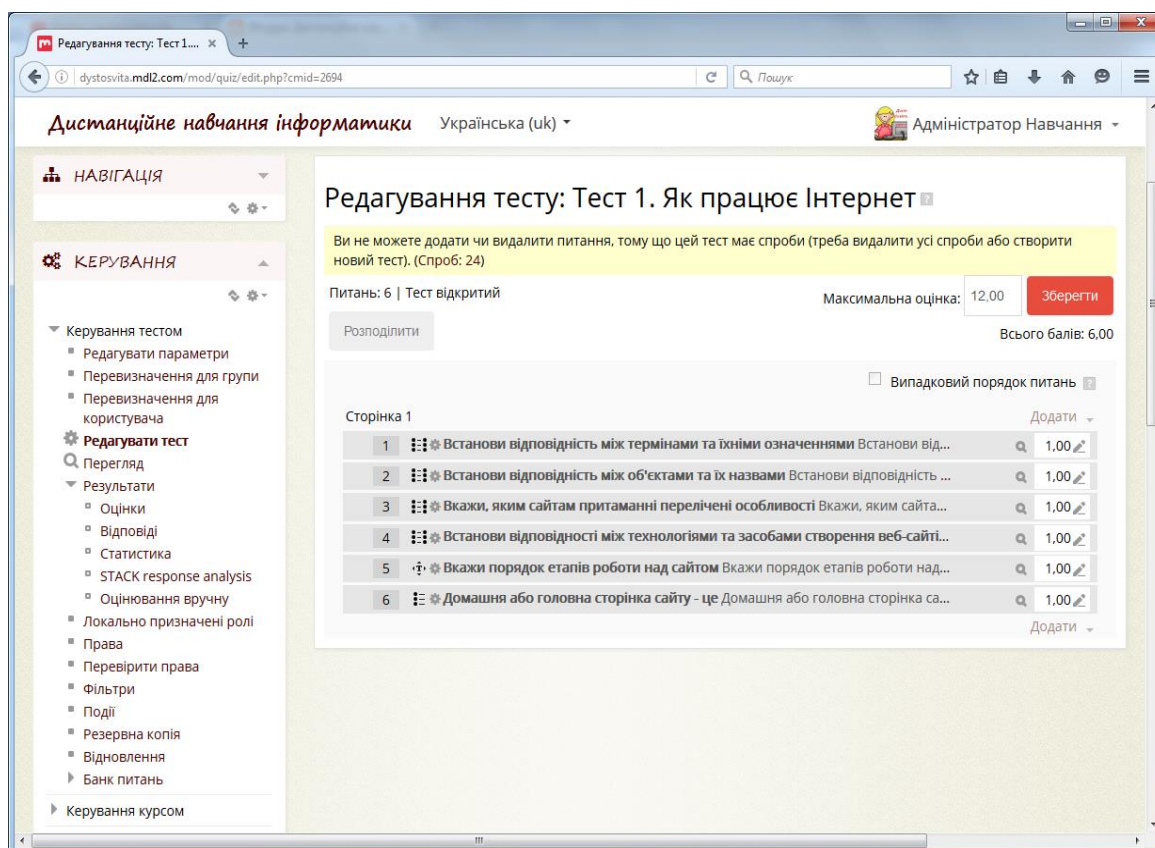 Редагування тесту: Тест 1....
dystosvita.mdl2.com/mod/quiz/edit.php?cmid=2694
Пошук
Дистанційне навчання інформатики
Українська (uk)
Адміністратор Навчання
НАВІГАЦІЯ
КЕРУВАННЯ
Керування тестом
Редагувати параметри
Перевизначення для групи
Перевизначення для
користувача
Редагувати тест
Перегляд
Результати
Оцінки
Відповіді
Статистика
STACK response analysis
Оцінювання вручну
Локально призначені ролі
Права
Перевірити права
Фільтри
Події
Резервна копія
Відновлення
Банк питань
Керування курсом
Редагування тесту: Тест 1. Як працює Інтернет
Ви не можете додати чи видалити питання, тому що цей тест має спроби (треба видалити усі спроби або створити
новий тест). (Спроб: 24)
Питань: 6 | Тест відкритий
Максимальна оцінка: 12,00 Зберегти
Розподілити
Всього балів: 6,00
Випадковий порядок питань
Сторінка 1
Додати
1 Встанови відповідність між термінами та їхніми означеннями Встанови від... 1,00
2 Встанови відповідність між об'єктами та їх назвами Встанови відповідність ... 1,00
3 Вкажи, яким сайтам притаманні перелічені особливості Вкажи, яким сайта... 1,00
4 Встанови відповідності між технологіями та засобами створення веб-сайті... 1,00
5 Вкажи порядок етапів роботи над сайтом Вкажи порядок етапів роботи над... 1,00
6 Домашня або головна сторінка сайту - це Домашня або головна сторінка са... 1,00
Додати